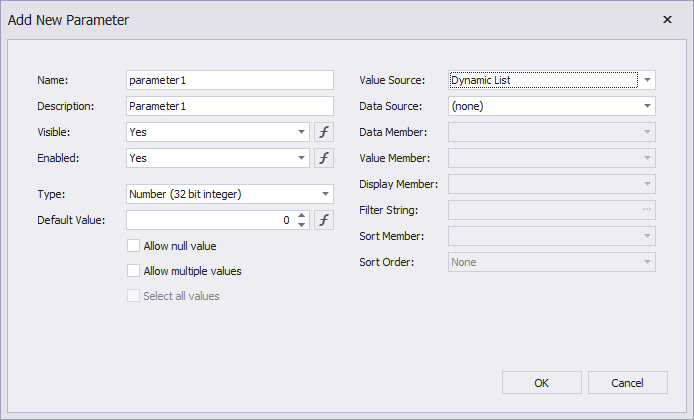 Add New Parameter
Name: parameter1
Description: Parameter1
Visible: Yes
Enabled: Yes
Type: Number (32 bit integer)
Default Value: 0
Allow null value
Allow multiple values
Select all values
Value Source: Dynamic List
Data Source: (none)
Data Member:
Value Member:
Display Member:
Filter String:
Sort Member:
Sort Order: None
OK Cancel